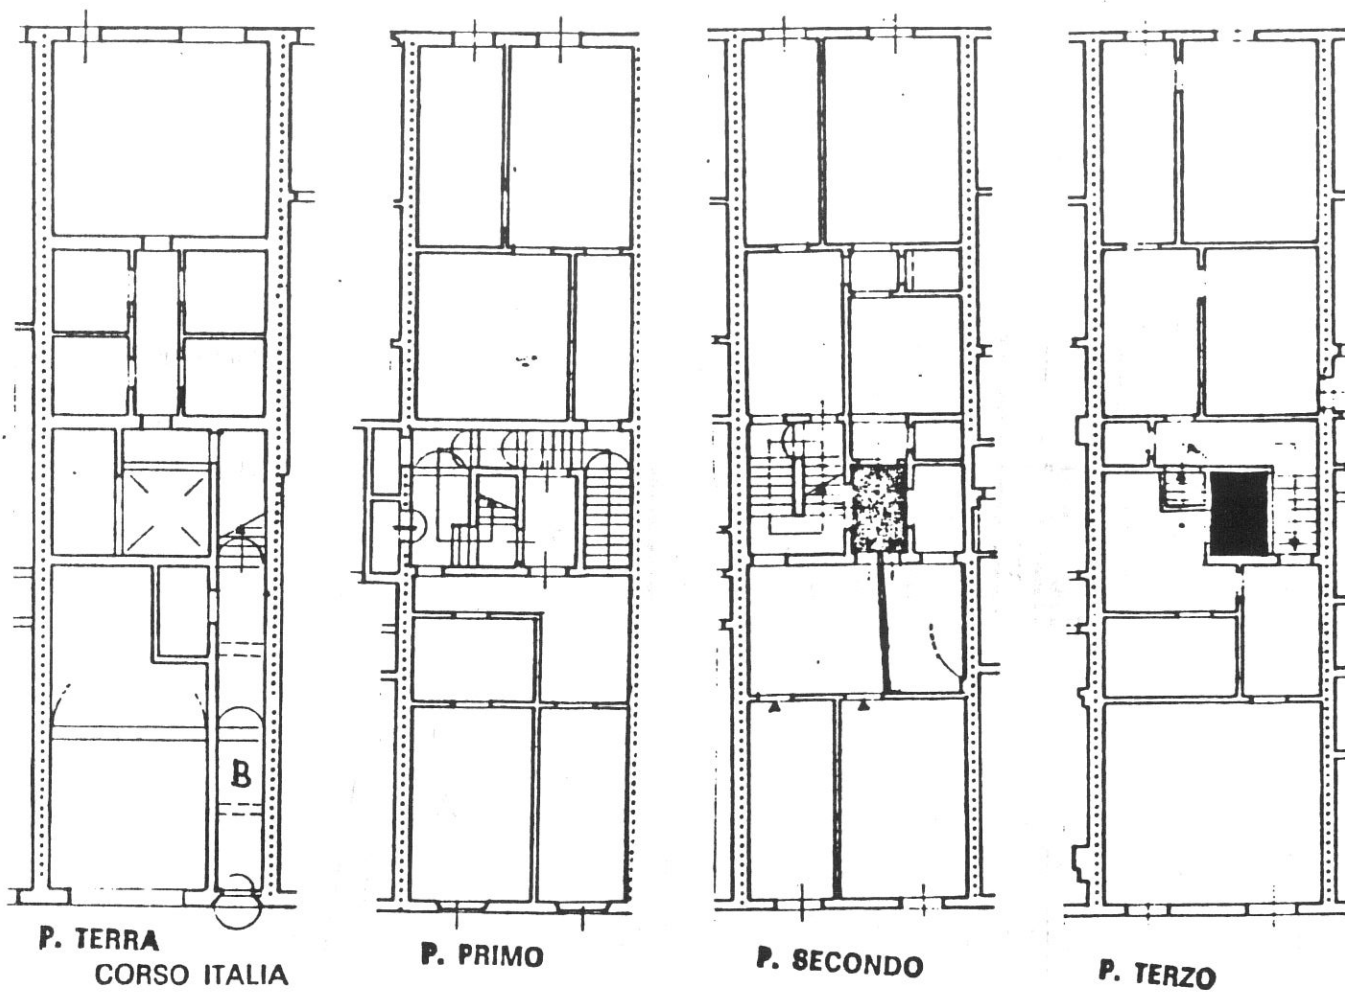 B
P. TERRA
CORSO ITALIA
P. PRIMO
P. SECONDO
P. TERZO